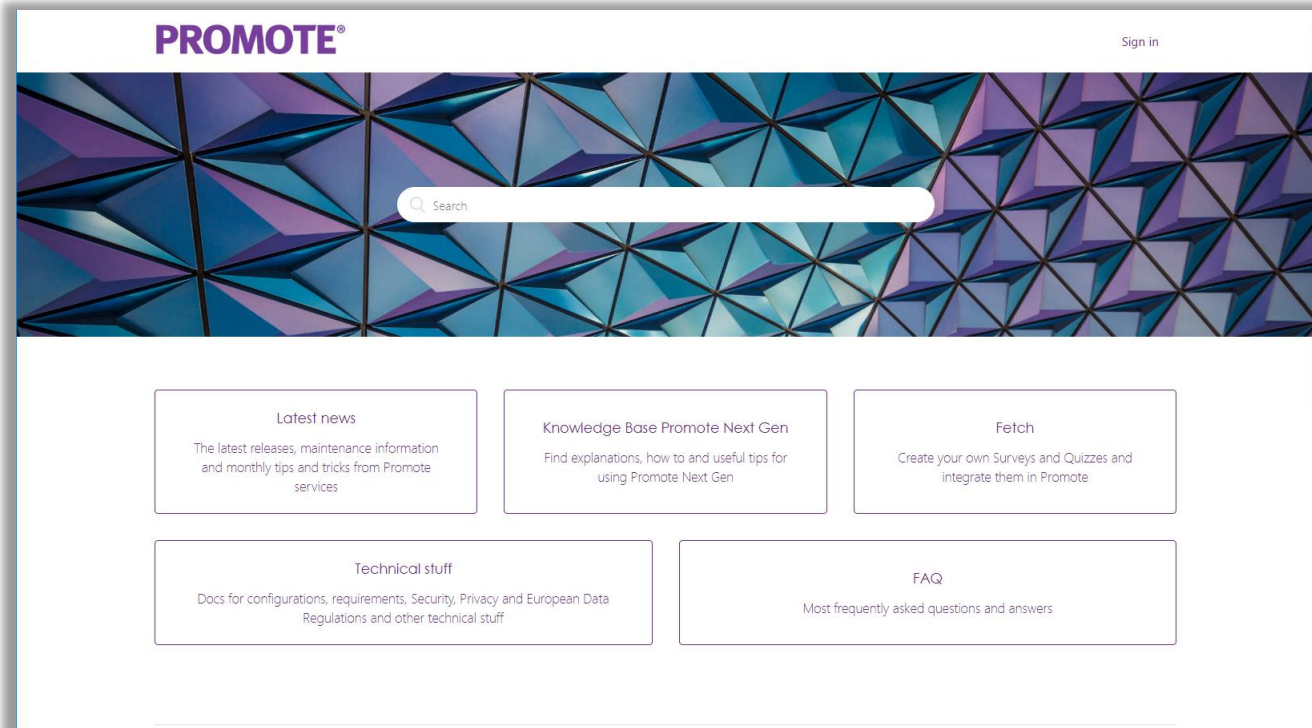 PROMOTE®
Sign in
Search
Latest news
The latest releases, maintenance information
and monthly tips and tricks from Promote
services
Knowledge Base Promote Next Gen
Find explanations, how to and useful tips for
using Promote Next Gen
Fetch
Create your own Surveys and Quizzes and
integrate them in Promote
Technical stuff
Docs for configurations, requirements, Security, Privacy and European Data
Regulations and other technical stuff
FAQ
Most frequently asked questions and answers